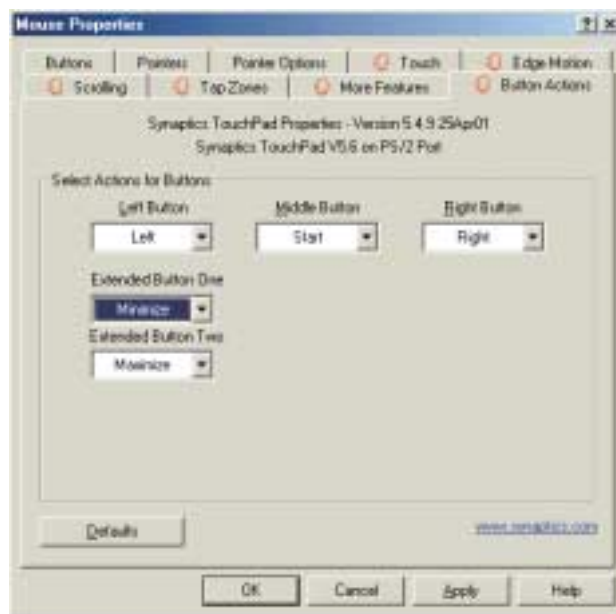 Mouse Properties
Buttons Pointers Pointer Options Touch Edge Motion
Scrolling Tap Zones More Features Button Actions
Synaptics TouchPad Properties - Version 5.4.9 25Apr01
Synaptics TouchPad V5.6 on PS/2 Port
Select Actions for Buttons
Left Button Middle Button Right Button
Left Start Right
Extended Button One
Minimize
Extended Button Two
Maximize
Defaults www.synaptics.com
OK Cancel Apply Help